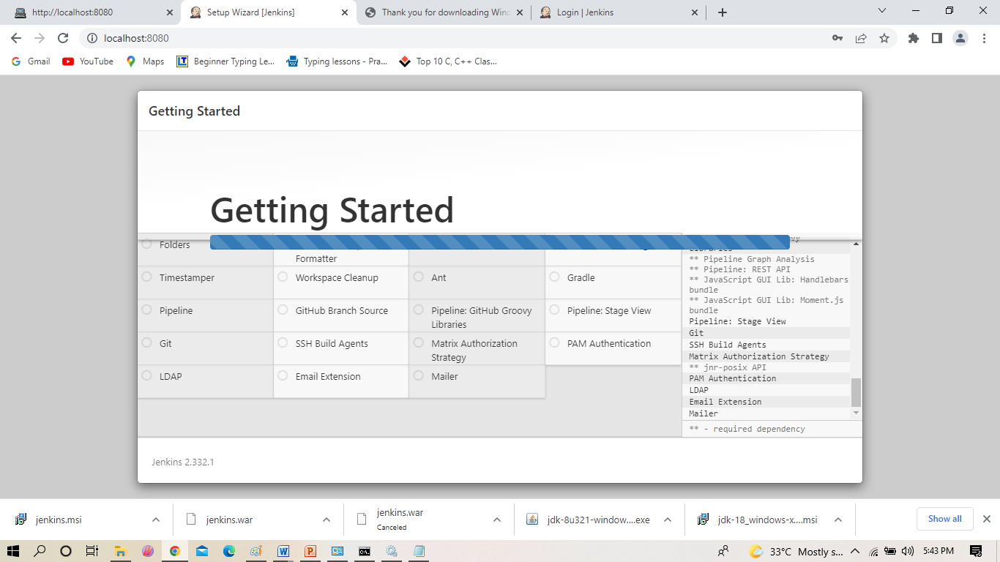 http://localhost:8080
Setup Wizard [Jenkins]
Thank you for downloading Wind
Login | Jenkins
localhost:8080
Gmail
YouTube
Maps
Beginner Typing Le...
Typing lessons - Pra...
Top 10 C, C++ Clas...
Getting Started
Getting Started
Folders
Formatter
Timestamper
Workspace Cleanup
Ant
Gradle
Pipeline
GitHub Branch Source
Pipeline: GitHub Groovy
Libraries
Pipeline: Stage View
Git
SSH Build Agents
Matrix Authorization
Strategy
PAM Authentication
LDAP
Email Extension
Mailer
Libraries
** Pipeline Graph Analysis
** Pipeline: REST API
** JavaScript GUI Lib: Handlebars
bundle
** JavaScript GUI Lib: Moment.js
bundle
Pipeline: Stage View
Git
SSH Build Agents
Matrix Authorization Strategy
** jnr-posix API
PAM Authentication
LDAP
Email Extension
Mailer
** - required dependency
Jenkins 2.332.1
jenkins.msi
jenkins.war
jenkins.war
Canceled
jdk-8u321-window....exe
jdk-18_windows-x....msi
Show all
33°C Mostly s...
5:43 PM